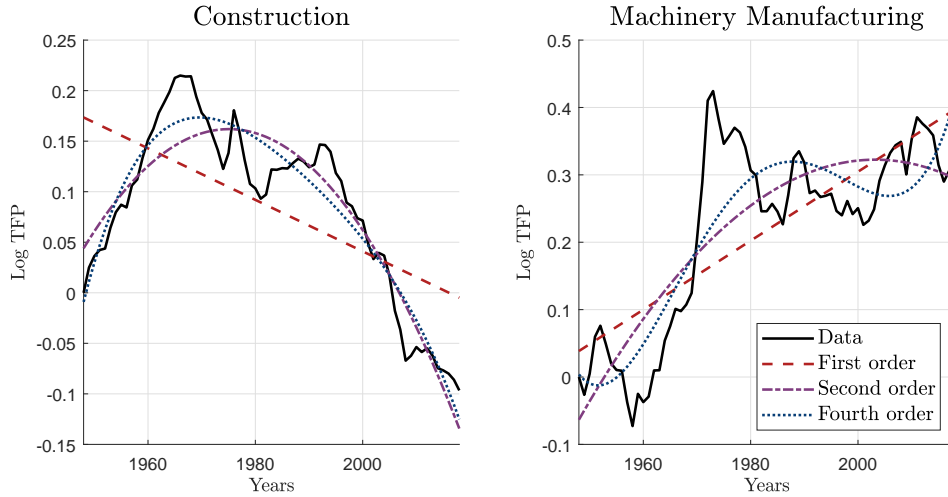 Construction
Log TFP
0.25
0.2
0.15
0.1
0.05
0
-0.05
-0.1
-0.15
1960
1980
2000
Years
Machinery Manufacturing
Log TFP
0.5
0.4
0.3
0.2
0.1
0
-0.1
1960
1980
2000
Years
Data
First order
Second order
Fourth order